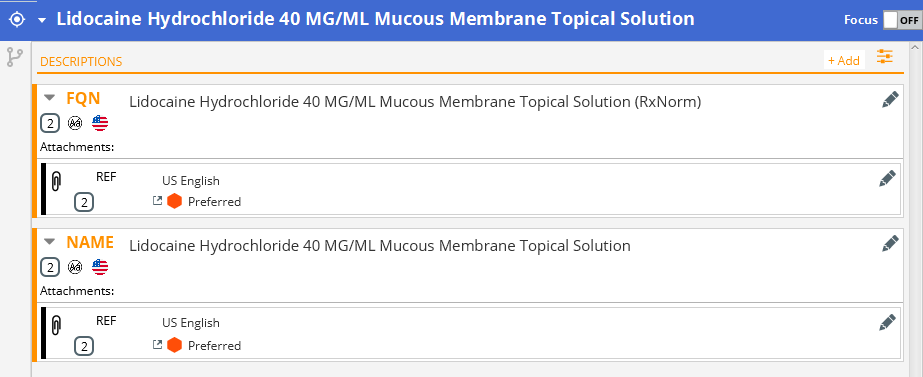 Lidocaine Hydrochloride 40 MG/ML Mucous Membrane Topical Solution
Focus OFF
DESCRIPTIONS + Add
FQN Lidocaine Hydrochloride 40 MG/ML Mucous Membrane Topical Solution (RxNorm)
2 Aa
Attachments:
REF US English
2 Preferred
NAME Lidocaine Hydrochloride 40 MG/ML Mucous Membrane Topical Solution
2 Aa
Attachments:
REF US English
2 Preferred